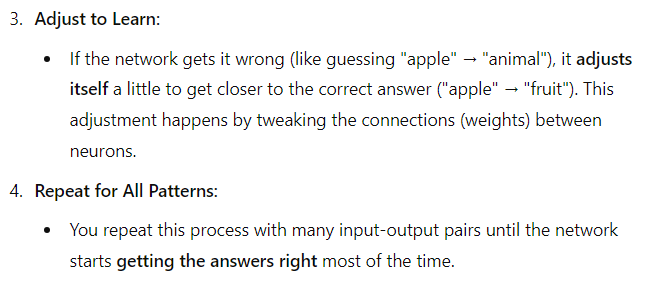 3. Adjust to Learn:
• If the network gets it wrong (like guessing "apple" → "animal"), it adjusts
itself a little to get closer to the correct answer ("apple" → "fruit"). This
adjustment happens by tweaking the connections (weights) between
neurons.
4. Repeat for All Patterns:
• You repeat this process with many input-output pairs until the network
starts getting the answers right most of the time.